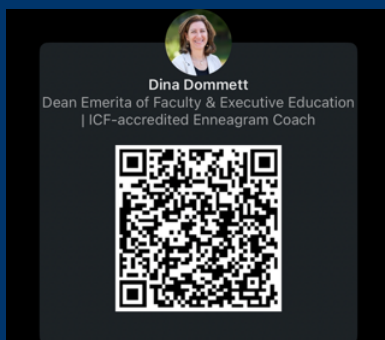 Dina Dommett
Dean Emerita of Faculty & Executive Education
| ICF-accredited Enneagram Coach